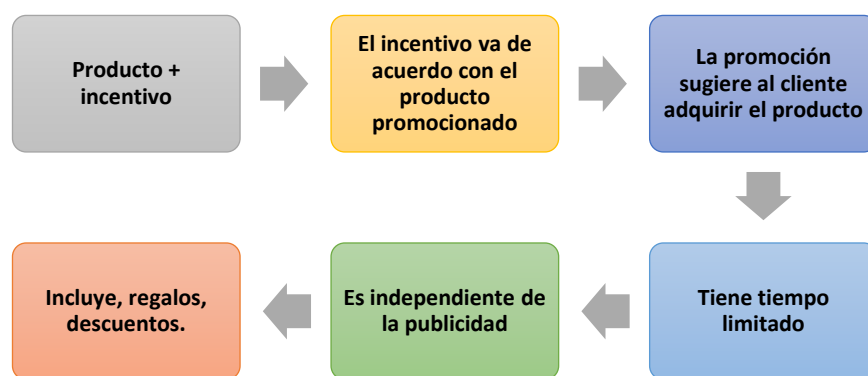 Producto +
incentivo
El incentivo va de
acuerdo con el
producto
promocionado
La promoción
sugiere al cliente
adquirir el producto
Tiene tiempo
limitado
Es independiente de
la publicidad
Incluye, regalos,
descuentos.